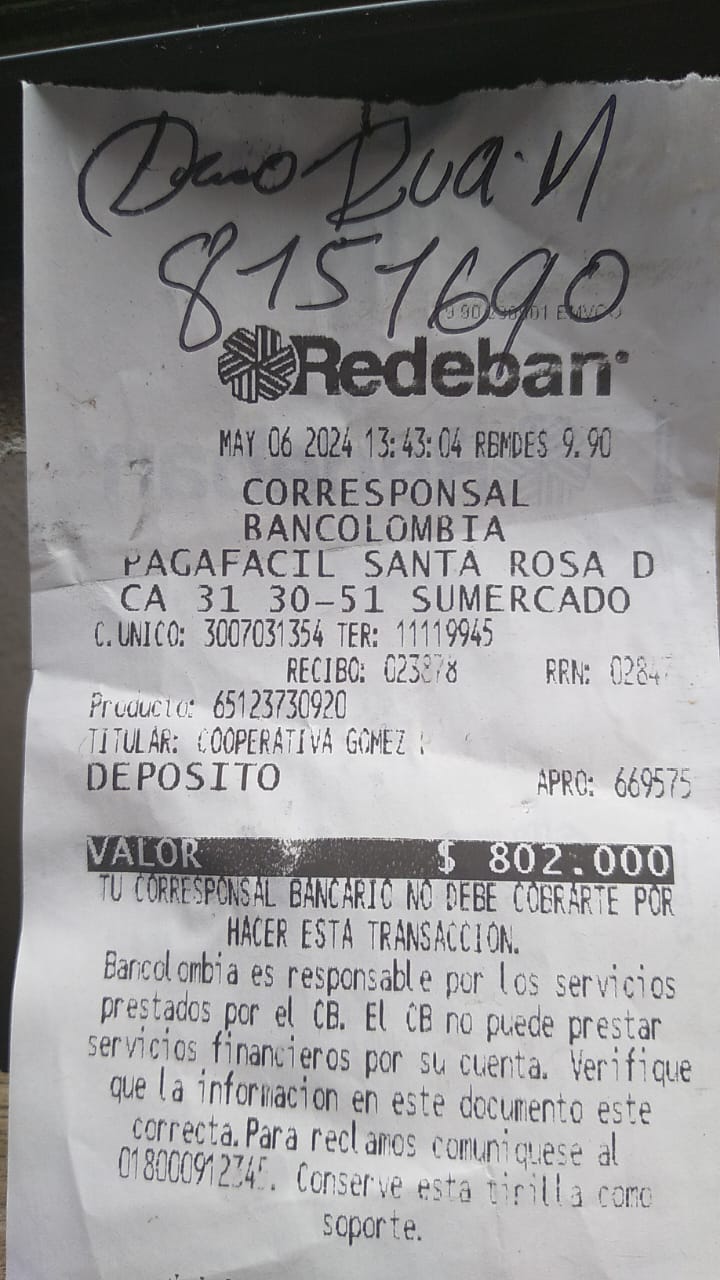 Rua. M
8151690
Redeban
MAY 06 2024 13:43:04 RBMDES 9.90
CORRESPONSAL
BANCOLOMBIA
PAGAFACIL SANTA ROSA D
CA 31 30-51 SUMERCADO
C.UNICO: 3007031354 TER: 11119945
RECIBO: 023878 RRN: 02847
Producto: 65123730920
TITULAR: COOPERATIVA GOMEZ
DEPOSITO APRO: 669575
VALOR $ 802.000
TU CORRESPONSAL BANCARIO NO DEBE COBRARTE POR
HACER ESTA TRANSACCION.
Bancolombia es responsable por los servicios
prestados por el CB. El CB no puede prestar
servicios financieros por su cuenta. Verifique
que la informacion en este documento este
correcta.Para reclamos comuniquese al
018000912345. Conserve esta tirilla como
soporte.